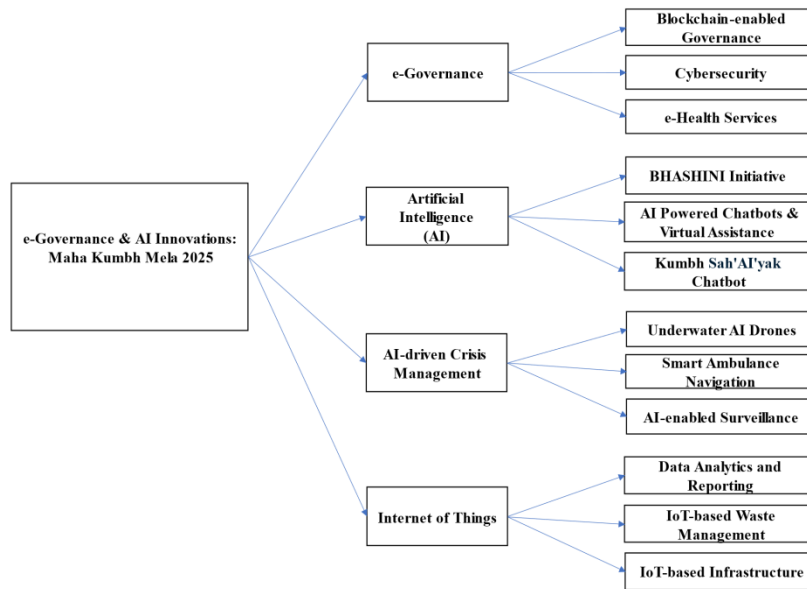 e-Governance & AI Innovations:
Maha Kumbh Mela 2025
e-Governance
Blockchain-enabled
Governance
Cybersecurity
e-Health Services
Artificial
Intelligence
(AI)
BHASHINI Initiative
AI Powered Chatbots &
Virtual Assistance
Kumbh Sah'AI'yak
Chatbot
AI-driven Crisis
Management
Underwater AI Drones
Smart Ambulance
Navigation
AI-enabled Surveillance
Internet of Things
Data Analytics and
Reporting
IoT-based Waste
Management
IoT-based Infrastructure